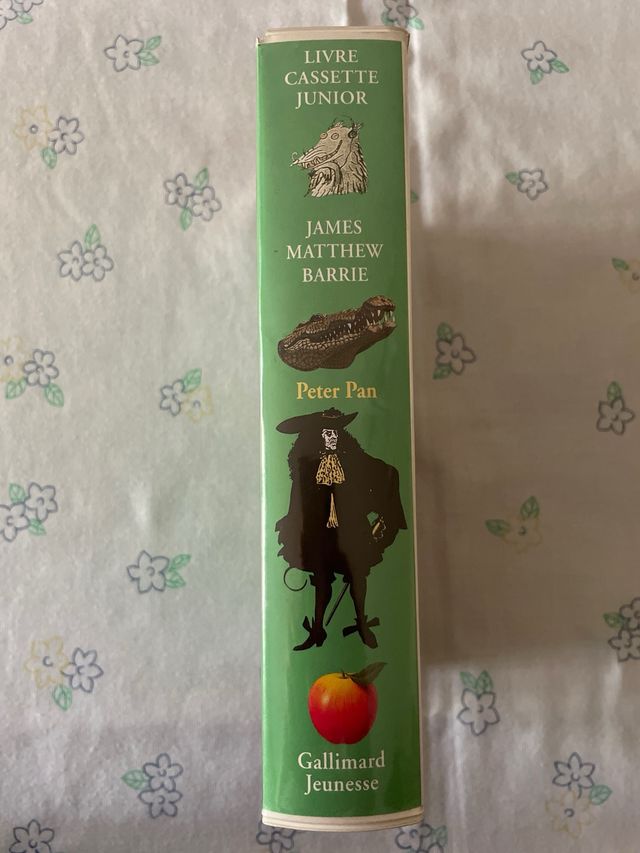 LIVRE
CASSETTE
JUNIOR
JAMES
MATTHEW
BARRIE
Peter Pan
Gallimard
Jeunesse